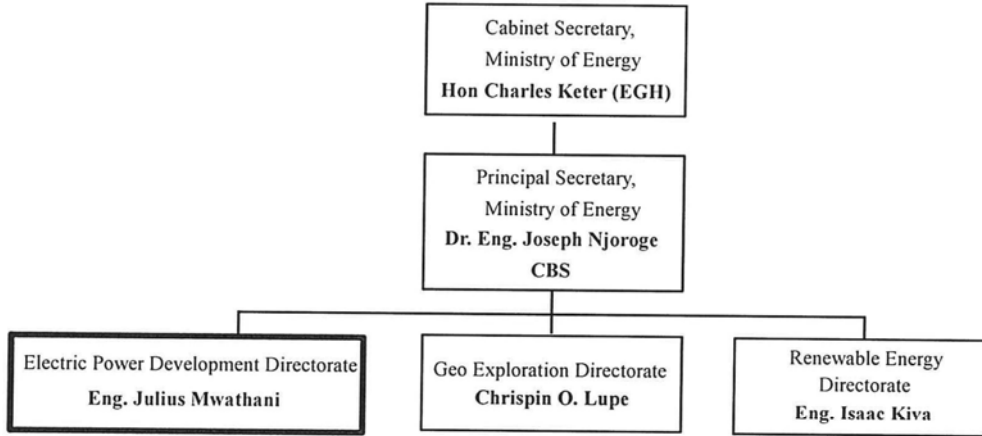 Cabinet Secretary,
Ministry of Energy
Hon Charles Keter (EGH)
Principal Secretary,
Ministry of Energy
Dr. Eng. Joseph Njoroge
CBS
Electric Power Development Directorate
Eng. Julius Mwathani
Geo Exploration Directorate
Chrispin O. Lupe
Renewable Energy
Directorate
Eng. Isaac Kiva